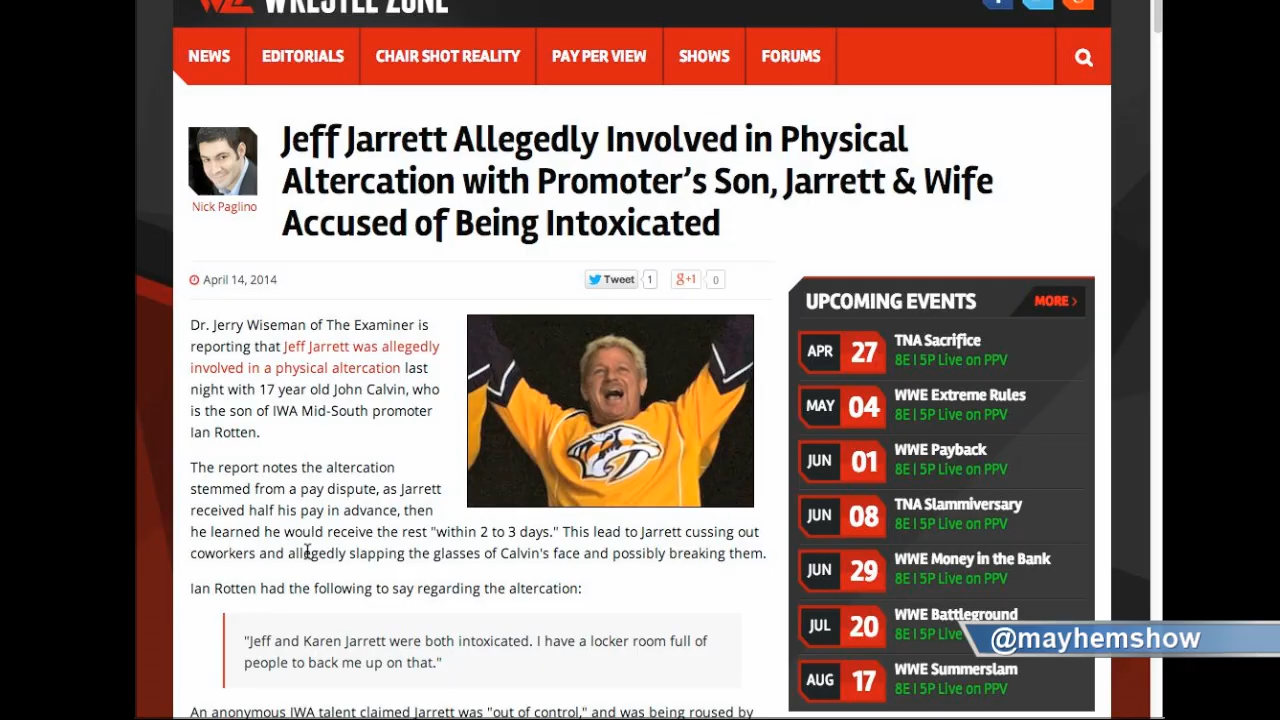 WRESTLE ZONE
NEWS
EDITORIALS
CHAIR SHOT REALITY
PAY PER VIEW
SHOWS
FORUMS
Jeff Jarrett Allegedly Involved in Physical
Altercation with Promoter's Son, Jarrett & Wife
Accused of Being Intoxicated
Nick Paglino
April 14, 2014
Tweet 1
g+1 0
Dr. Jerry Wiseman of The Examiner is
reporting that Jeff Jarrett was allegedly
involved in a physical altercation last
night with 17 year old John Calvin, who
is the son of IWA Mid-South promoter
Ian Rotten.
The report notes the altercation
stemmed from a pay dispute, as Jarrett
received half his pay in advance, then
he learned he would receive the rest "within 2 to 3 days." This lead to Jarrett cussing out
coworkers and allegedly slapping the glasses of Calvin's face and possibly breaking them.
Ian Rotten had the following to say regarding the altercation:
"Jeff and Karen Jarrett were both intoxicated. I have a locker room full of
people to back me up on that."
An anonymous IWA talent claimed Jarrett was "out of control," and was being roused by
UPCOMING EVENTS
MORE >
APR 27
TNA Sacrifice
8E | 5P Live on PPV
MAY 04
WWE Extreme Rules
8E | 5P Live on PPV
JUN 01
WWE Payback
8E | 5P Live on PPV
JUN 08
TNA Slammiversary
8E | 5P Live on PPV
JUN 29
WWE Money in the Bank
8E | 5P Live on PPV
JUL 20
WWE Battleground
8E | 5P Live
AUG 17
WWE Summerslam
8E | 5P Live on PPV
@mayhemshow